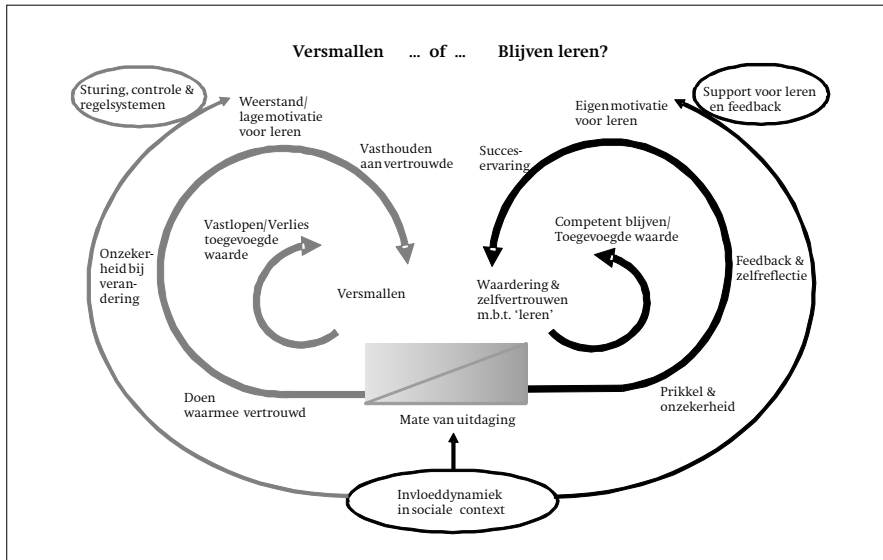 Versmallen ... of ... Blijven leren?
Sturing, controle &
regelsystemen
Weerstand/
lage motivatie
voor leren
Vasthouden
aan vertrouwde
Vastlopen/Verlies
toegevoegde
waarde
Onzeker-
heid bij
veran-
dering
Versmallen
Doen
waarmee vertrouwd
Support voor leren
en feedback
Eigen motivatie
voor leren
Succes-
ervaring
Competent blijven/
Toegevoegde waarde
Feedback &
zelfreflectie
Waardering &
zelfvertrouwen
m.b.t. ‘leren’
Prikkel &
onzekerheid
Mate van uitdaging
Invloeddynamiek
in sociale context